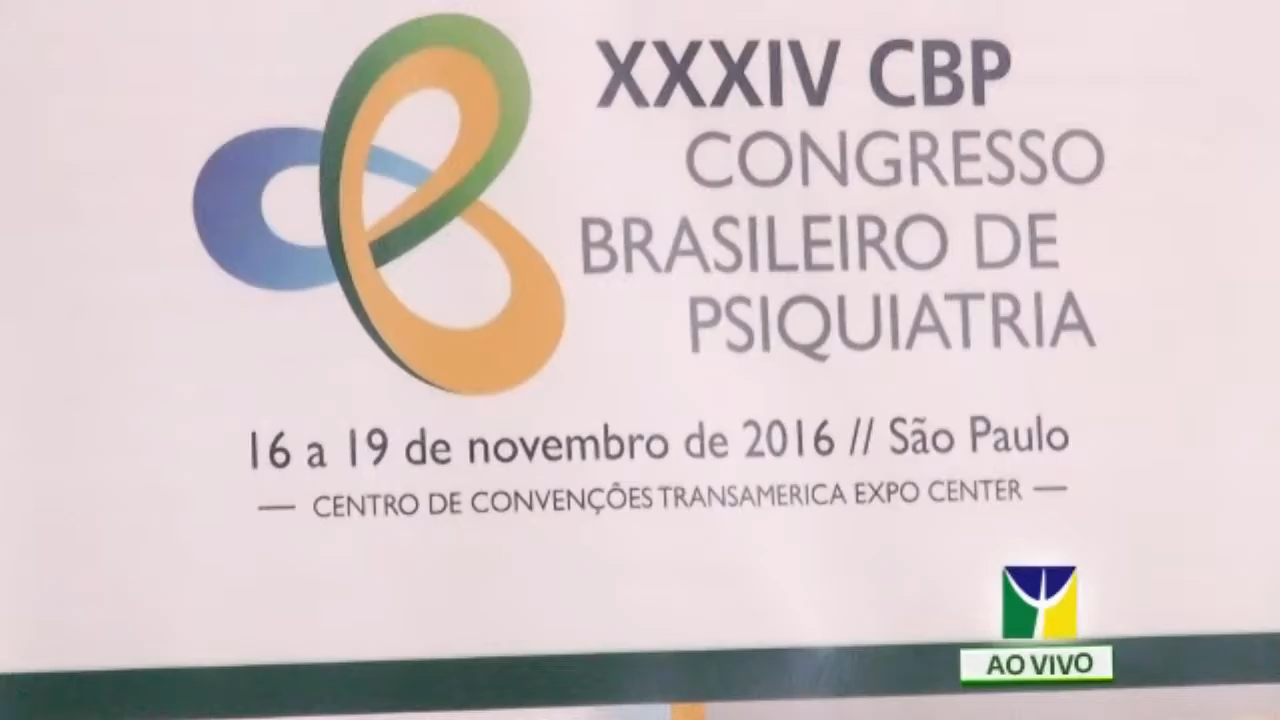 XXXIV CBP
CONGRESSO
BRASILEIRO DE
PSIQUIATRIA
16 a 19 de novembro de 2016 // São Paulo
— CENTRO DE CONVENÇÕES TRANSAMERICA EXPO CENTER —
AO VIVO